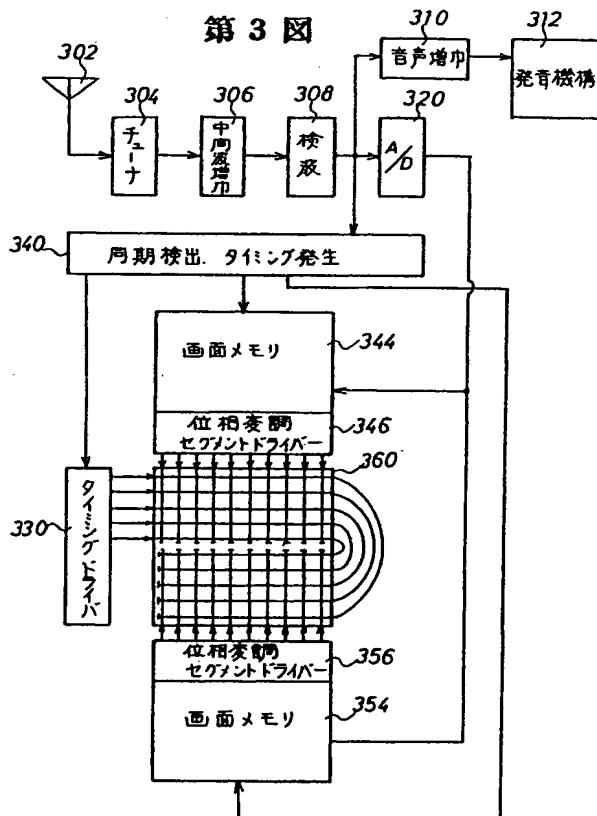 第3図
302
304
チューナ
306
中間波増巾
308
検波
310
音声増巾
312
発音機構
320
A/D
340
同期検出. タイミング発生
画面メモリ
344
位相変調
セグメントドライバー
346
360
330
タイミングドライバ
位相変調
セグメントドライバー
356
画面メモリ
354